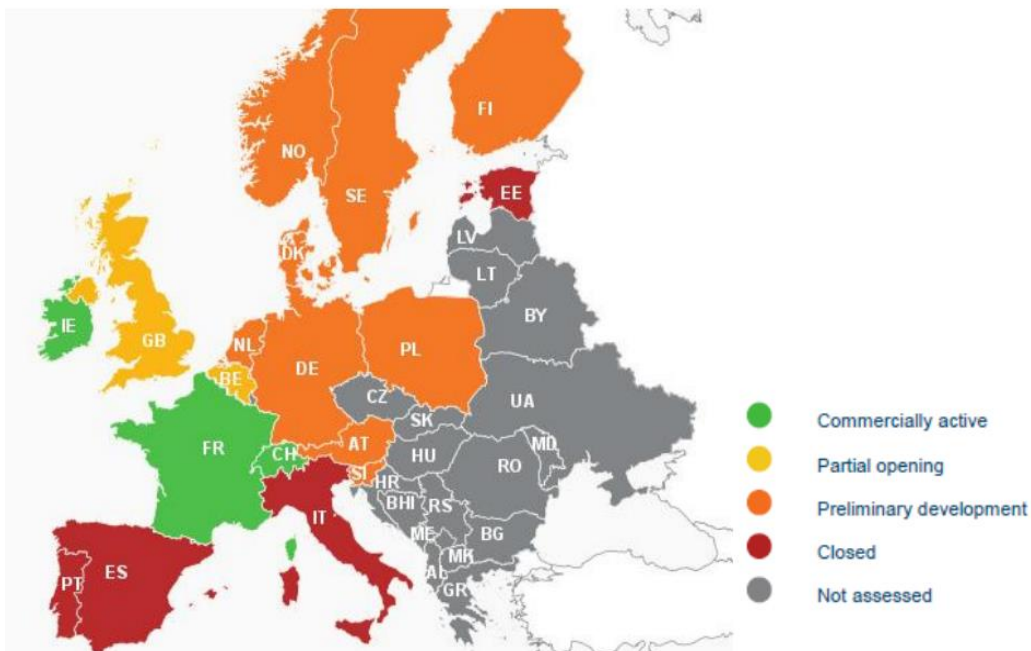 FI
NO
SE
EE
LV
DK
LT
IE
BY
GB
NL
PL
DE
BE
CZ
UA
SK
FR
AT
MD
CH
HU
RO
SI
HR
IT
BHI
RS
ME
BG
MK
PT
ES
AL
GR
Commercially active
Partial opening
Preliminary development
Closed
Not assessed